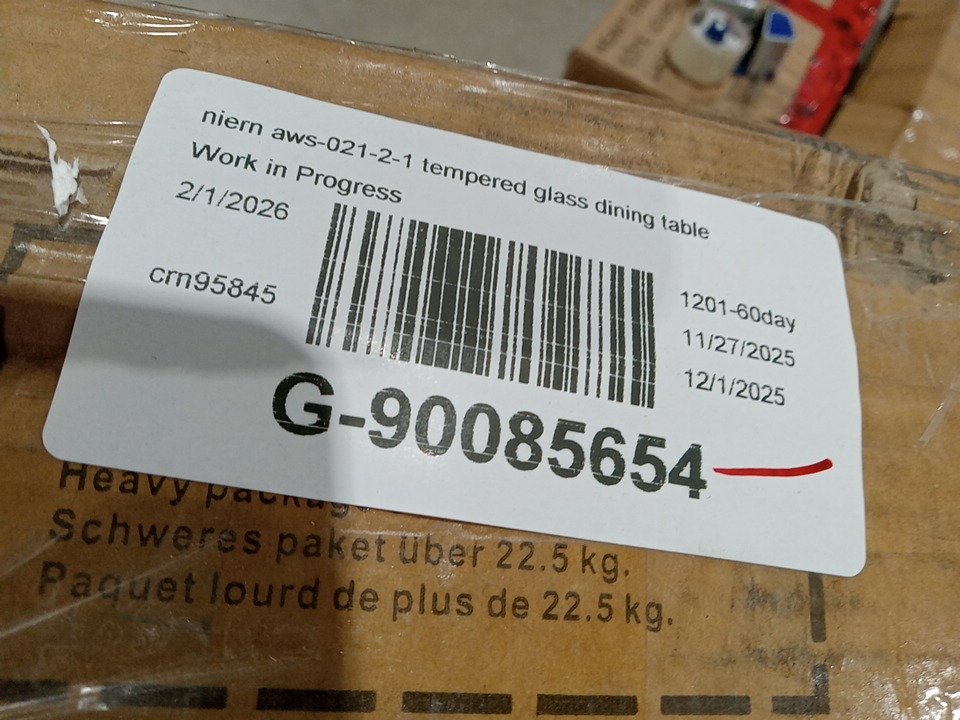 niern aws-021-2-1 tempered glass dining table
Work in Progress
2/1/2026
crn95845
1201-60day
11/27/2025
12/1/2025
G-90085654
Heavy package
Schweres paket über 22.5 kg.
Paquet lourd de plus de 22.5 kg.